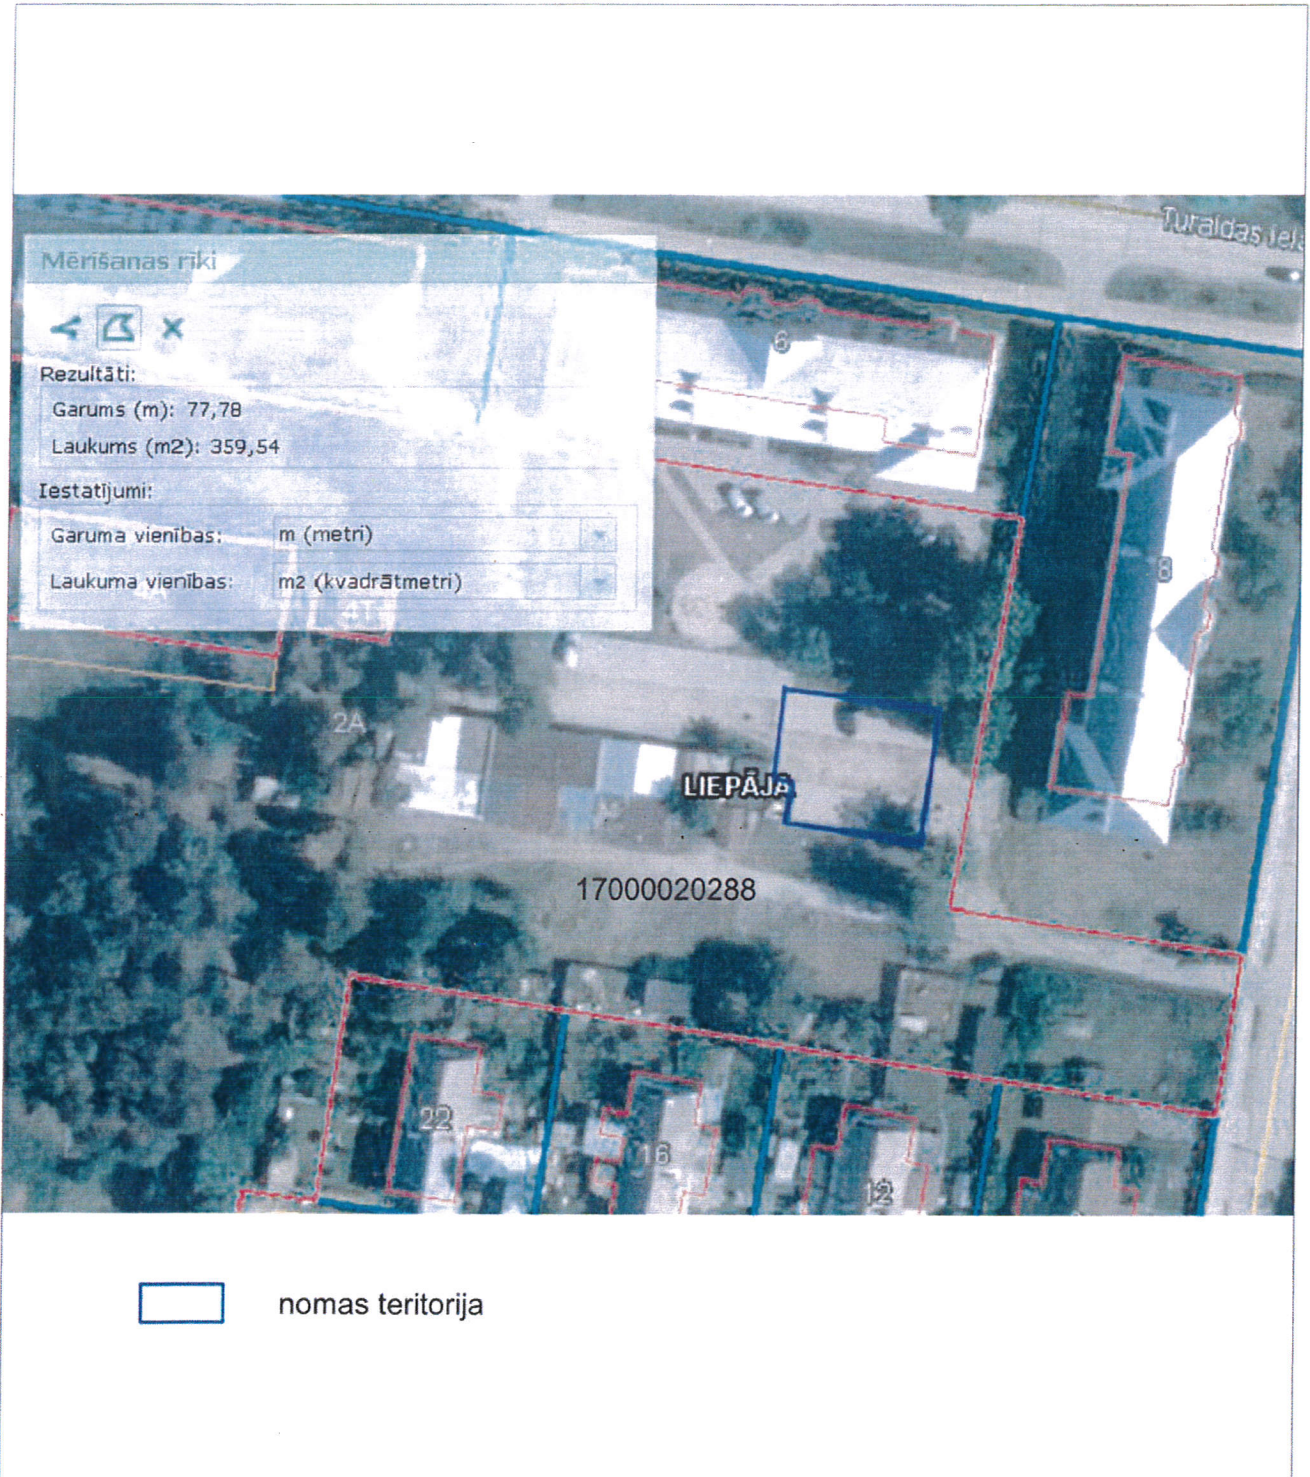 Turaidas iela
Mērīšanas rīki
Rezultāti:
Garums (m): 77,78
Laukums (m2): 359,54
Iestatījumi:
Garuma vienības: m (metri)
Laukuma vienības: m2 (kvadrātmetri)
6
8
4T
2A
LIEPĀJA
17000020288
22
16
12
nomas teritorija